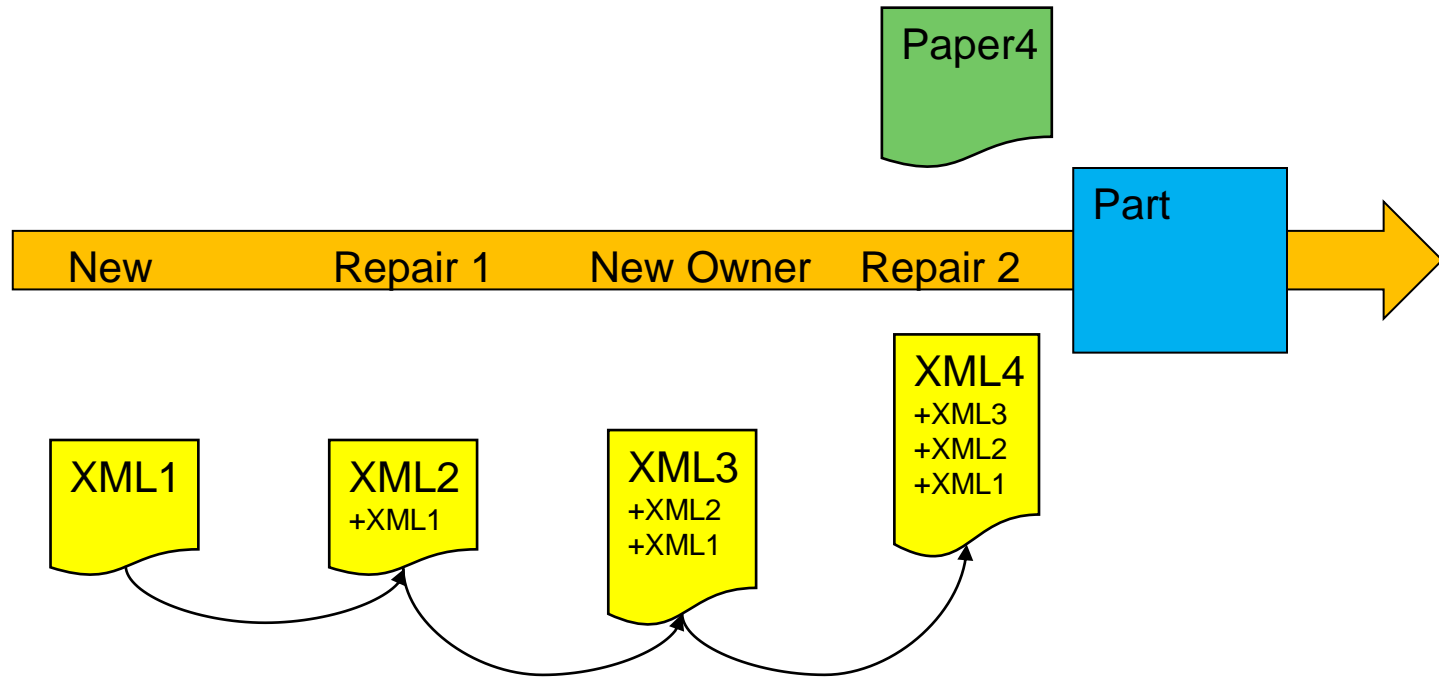 Paper4
Part
New Repair 1 New Owner Repair 2
XML1
XML2
+XML1
XML3
+XML2
+XML1
XML4
+XML3
+XML2
+XML1